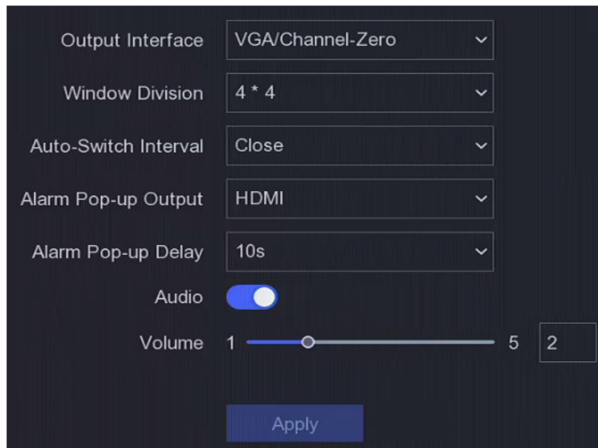 Output Interface VGA/Channel-Zero
Window Division 4 * 4
Auto-Switch Interval Close
Alarm Pop-up Output HDMI
Alarm Pop-up Delay 10s
Audio
Volume 1 5 2
Apply